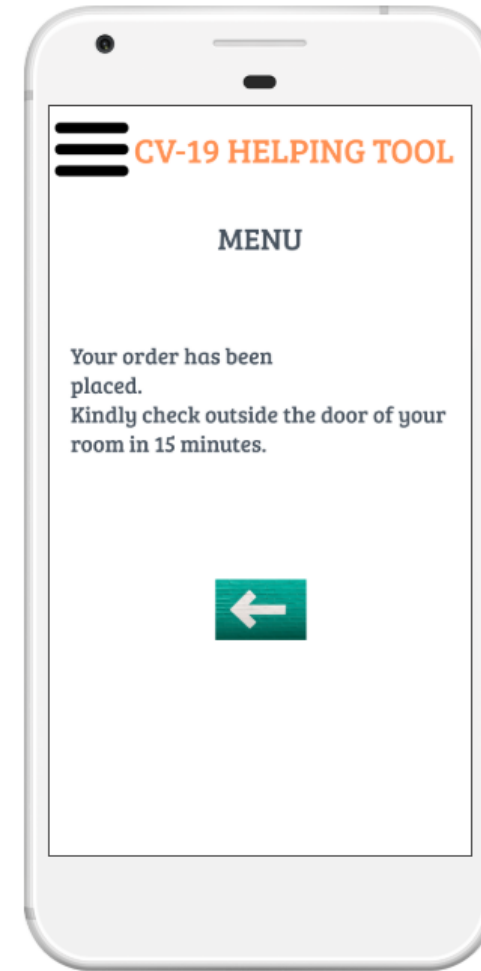 CV-19 HELPING TOOL
MENU
Your order has been
placed.
Kindly check outside the door of your
room in 15 minutes.